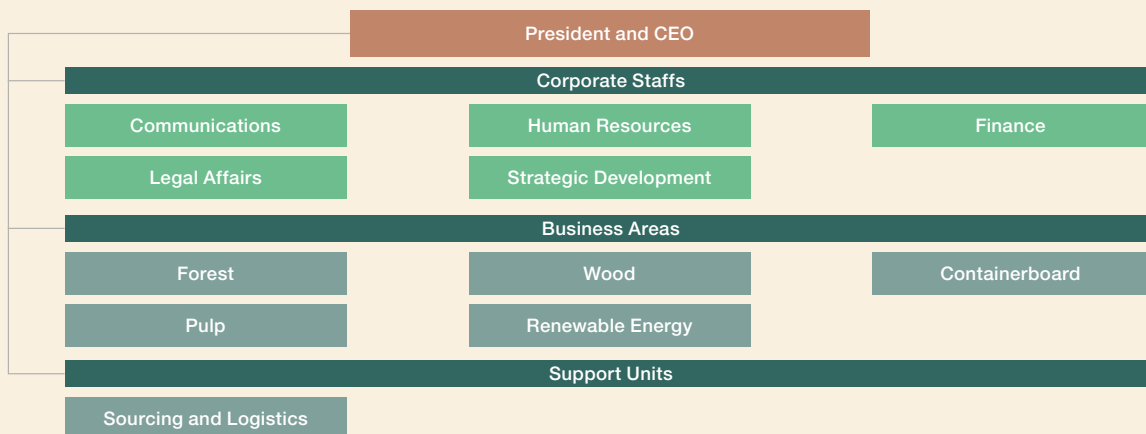 President and CEO
Corporate Staffs
Communications
Human Resources
Finance
Legal Affairs
Strategic Development
Business Areas
Forest
Wood
Containerboard
Pulp
Renewable Energy
Support Units
Sourcing and Logistics